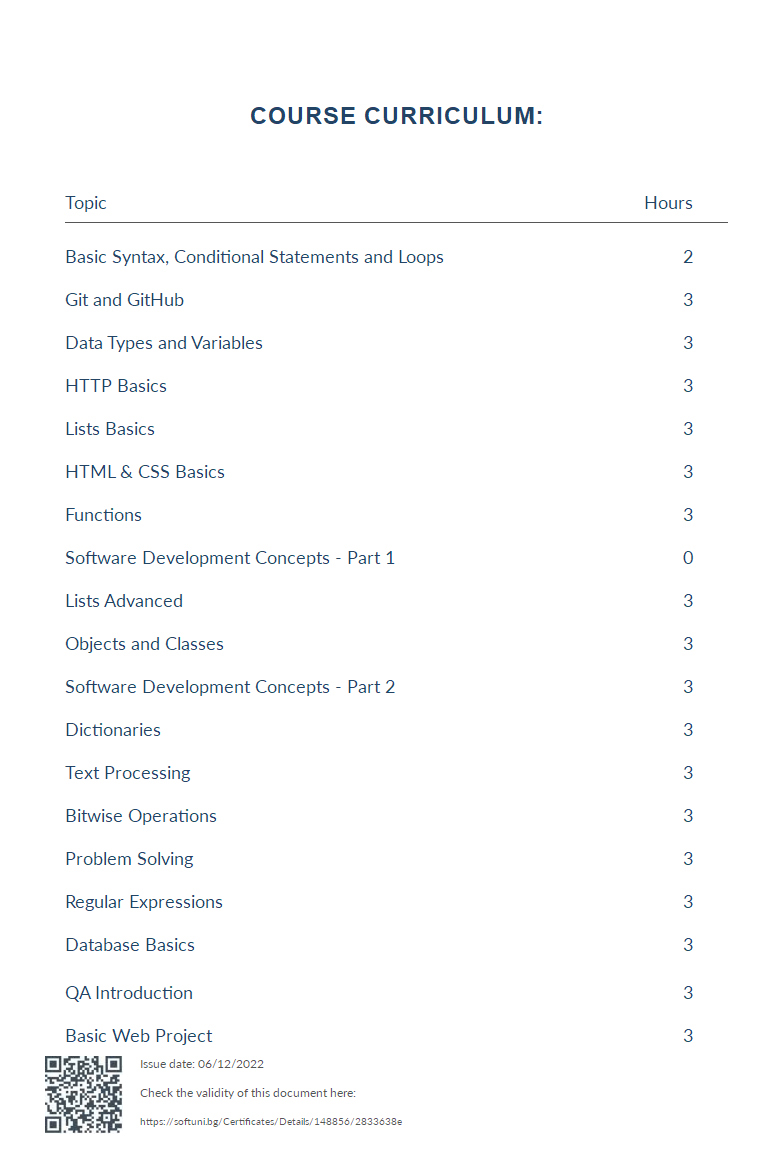 COURSE CURRICULUM:
Topic Hours
Basic Syntax, Conditional Statements and Loops 2
Git and GitHub 3
Data Types and Variables 3
HTTP Basics 3
Lists Basics 3
HTML & CSS Basics 3
Functions 3
Software Development Concepts - Part 1 0
Lists Advanced 3
Objects and Classes 3
Software Development Concepts - Part 2 3
Dictionaries 3
Text Processing 3
Bitwise Operations 3
Problem Solving 3
Regular Expressions 3
Database Basics 3
QA Introduction 3
Basic Web Project 3
Issue date: 06/12/2022
Check the validity of this document here:
https://softuni.bg/Certificates/Details/148856/2833638e